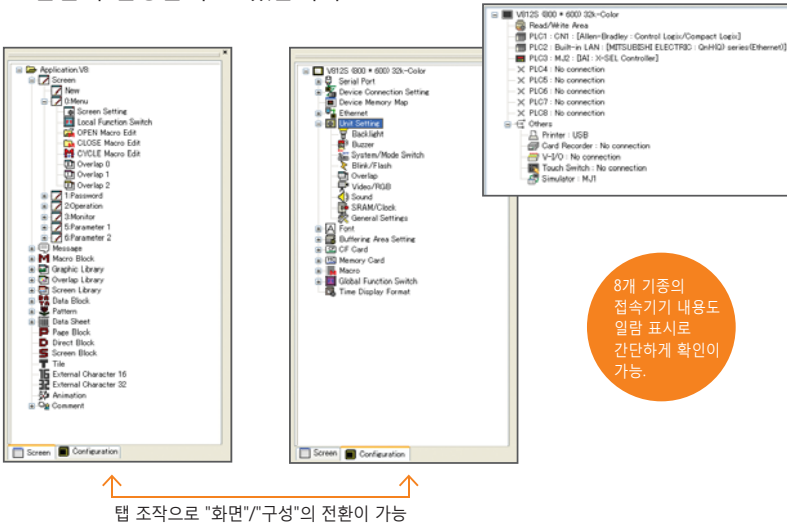 Application.V8:
Screen
New
0:Menu
Screen Setting
Local Function Switch
OPEN Macro Edit
CLOSE Macro Edit
CYCLE Macro Edit
Overlap 0
Overlap 1
Overlap 2
1:Password
2:Operation
3:Monitor
5:Parameter 1
6:Parameter 2
Message
Macro Block
Graphic Library
Overlap Library
Screen Library
Data Block
Pattern
Data Sheet
Page Block
Direct Block
Screen Block
Tile
External Character 16
External Character 32
Animation
Comment
Screen
Configuration
V812S (800 * 600) 32k-Color
Serial Port
Device Connection Setting
Device Memory Map
Ethernet
Unit Setting
Backlight
Buzzer
System/Mode Switch
Blink/Flash
Overlap
Video/RGB
Sound
SRAM/Clock
General Settings
Font
Buffering Area Setting
CF Card
Memory Card
Macro
Global Function Switch
Time Display Format
Screen
Configuration
V812S (800 * 600) 32k-Color
Read/Write Area
PLC1 : CN1 : [Allen-Bradley : Control Logix/Compact Logix]
PLC2 : Built-in LAN : [MITSUBISHI ELECTRIC : QnH(Q) series(Ethernet)]
PLC3 : MJ2 : [IAI : X-SEL Controller]
PLC4 : No connection
PLC5 : No connection
PLC6 : No connection
PLC7 : No connection
PLC8 : No connection
Others
Printer : USB
Card Recorder : No connection
V-I/O : No connection
Touch Switch : No connection
Simulator : MJ1
8개 기종의
접속기기 내용도
일람 표시로
간단하게 확인이
가능.
탭 조작으로 "화면"/"구성"의 전환이 가능